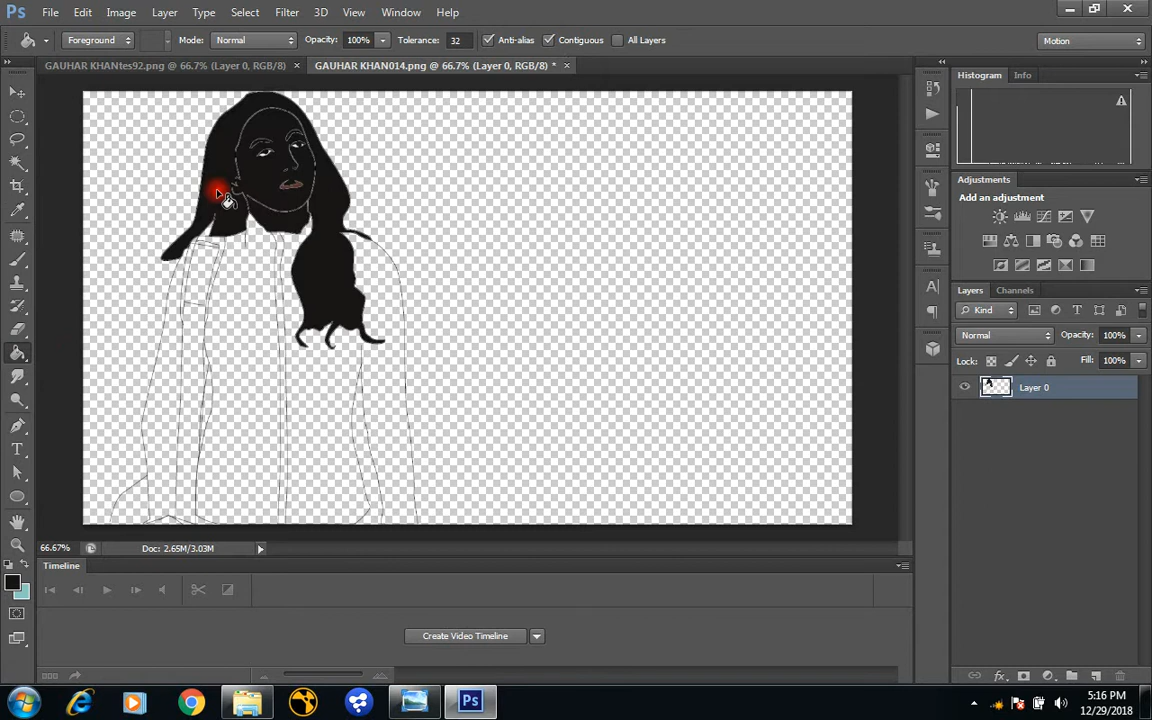 Ps File Edit Image Layer Type Select Filter 3D View Window Help
Foreground Mode: Normal Opacity: 100% Tolerance: 32 Anti-alias Contiguous All Layers Motion
GAUHAR KHANtes92.png @ 66.7% (Layer 0, RGB/8) × GAUHAR KHAN014.png @ 66.7% (Layer 0, RGB/8) * ×
Histogram Info
Adjustments
Add an adjustment
Layers Channels
Kind
Normal Opacity: 100%
Lock: Fill: 100%
Layer 0
66.67% Doc: 2.65M/3.03M
Timeline
Create Video Timeline
fx
Ps
5:16 PM
12/29/2018